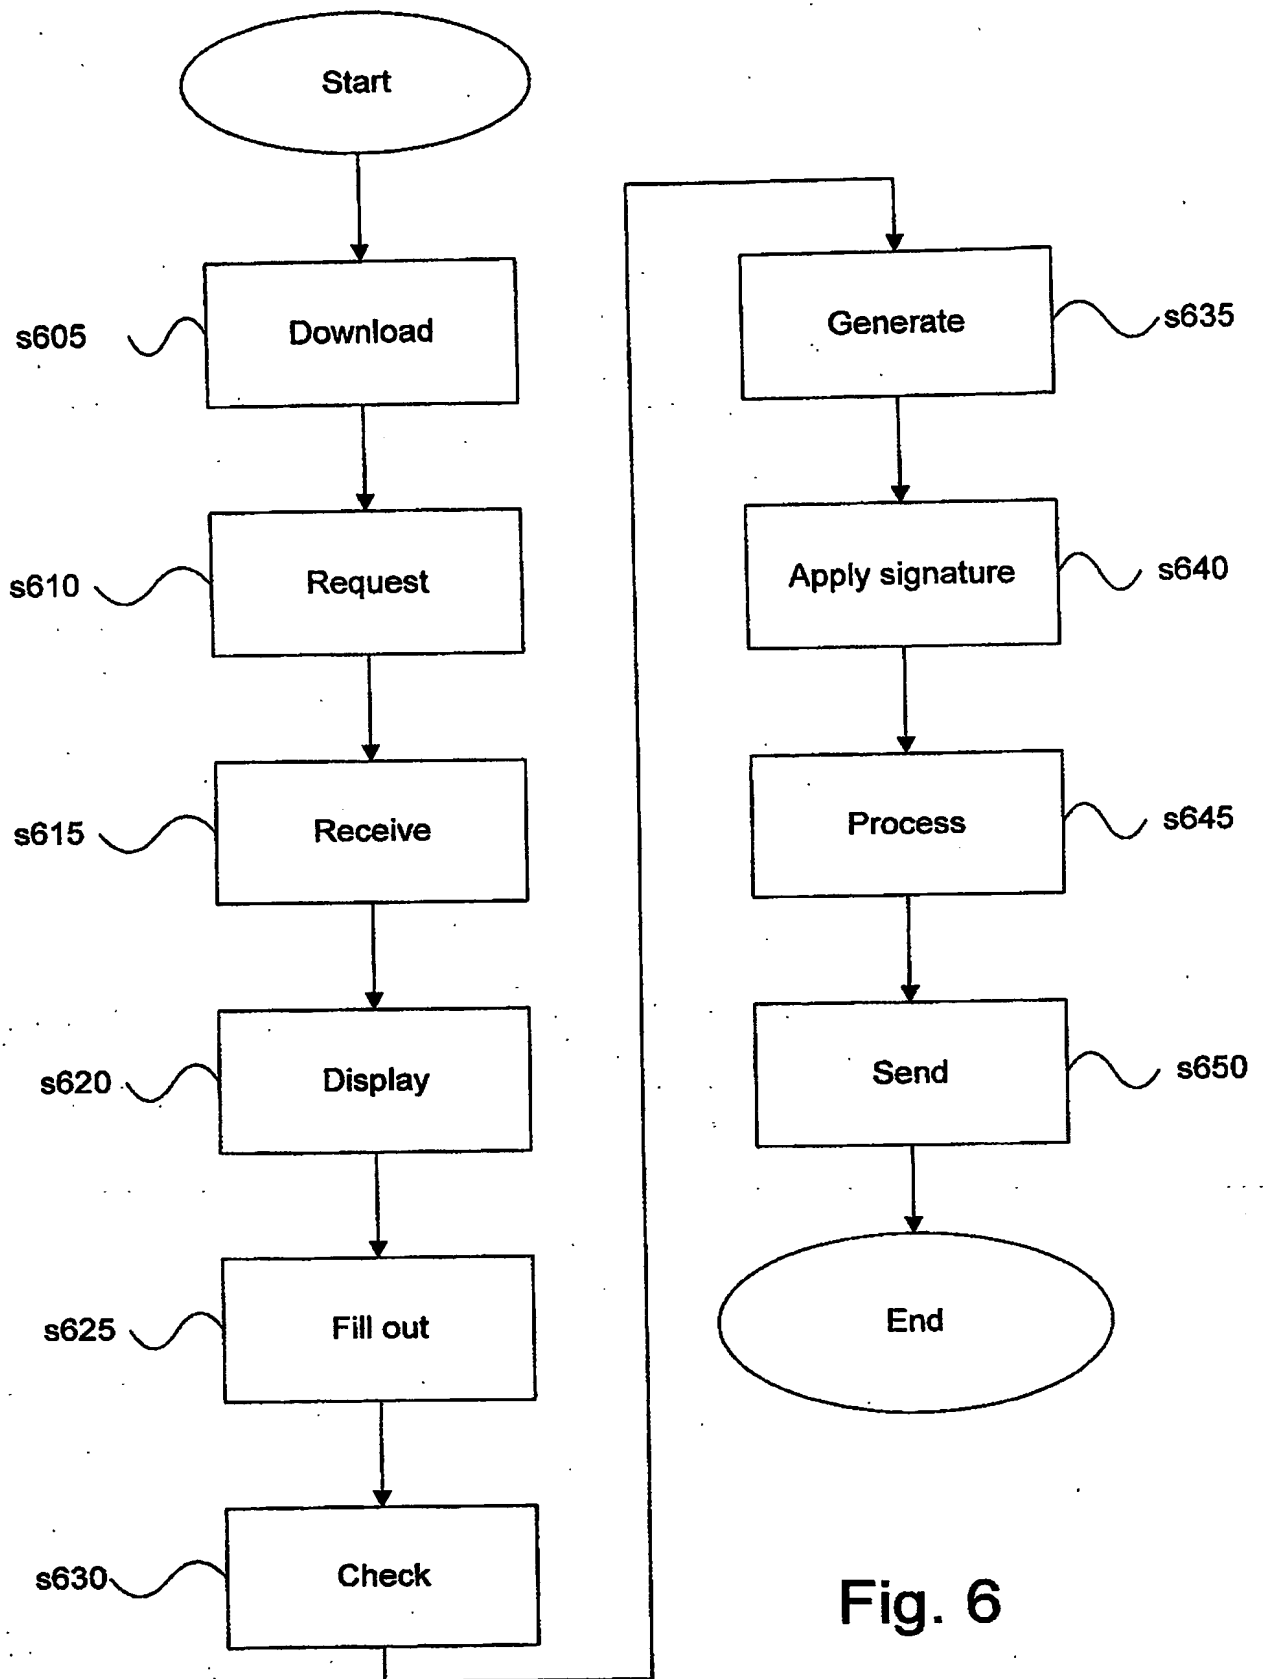 Start
s605
Download
s610
Request
s615
Receive
s620
Display
s625
Fill out
s630
Check
Generate
s635
Apply signature
s640
Process
s645
Send
s650
End
Fig. 6